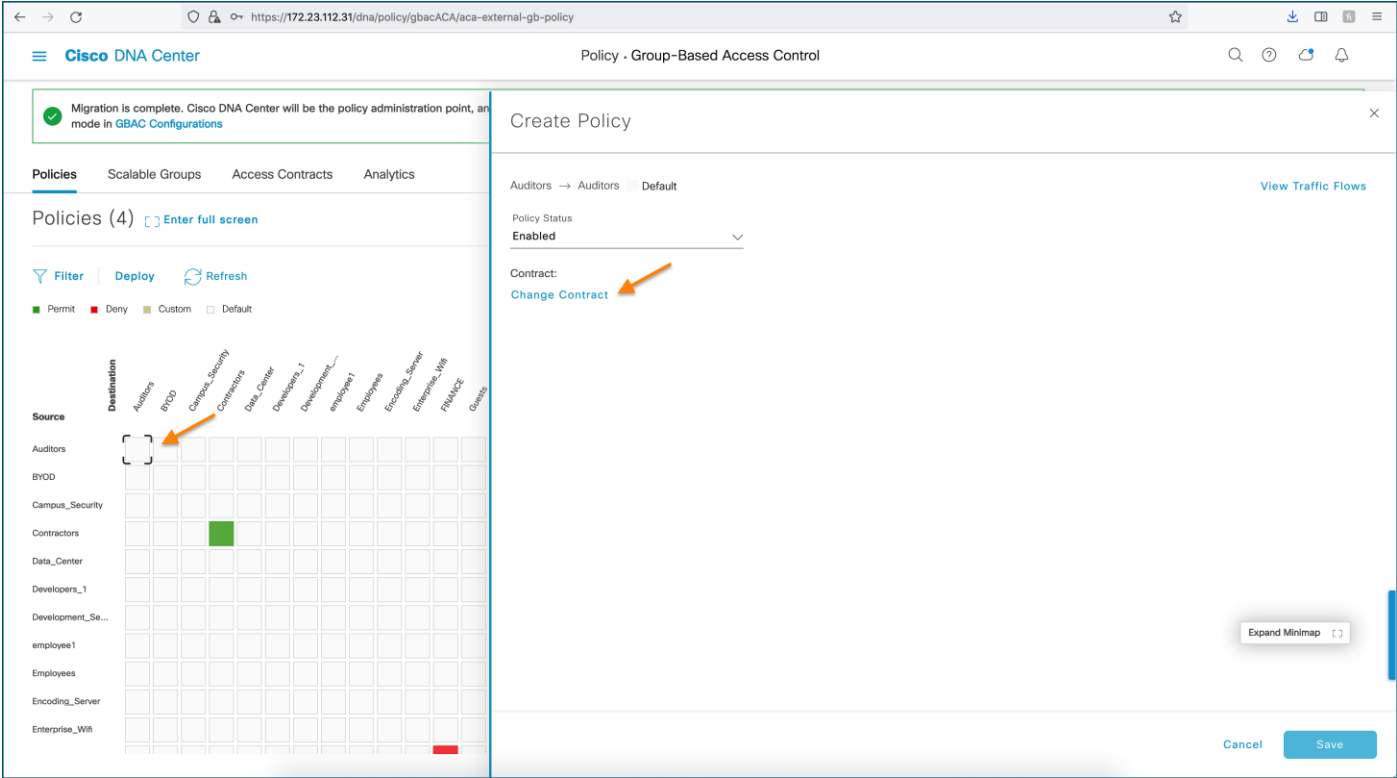 https://172.23.112.31/dna/policy/gbacACA/aca-external-gb-policy
Cisco DNA Center
Policy · Group-Based Access Control
Migration is complete. Cisco DNA Center will be the policy administration point, an
mode in GBAC Configurations
Policies Scalable Groups Access Contracts Analytics
Policies (4) Enter full screen
Filter Deploy Refresh
Permit Deny Custom Default
Destination
Auditors
BYOD
Campus_Security
Contractors
Data_Center
Developers_1
Development_...
employee1
Employees
Encoding_Server
Enterprise_Wifi
FINANCE
Guests
Source
Auditors
BYOD
Campus_Security
Contractors
Data_Center
Developers_1
Development_Se...
employee1
Employees
Encoding_Server
Enterprise_Wifi
Create Policy
Auditors → Auditors Default
View Traffic Flows
Policy Status
Enabled
Contract:
Change Contract
Expand Minimap
Cancel
Save